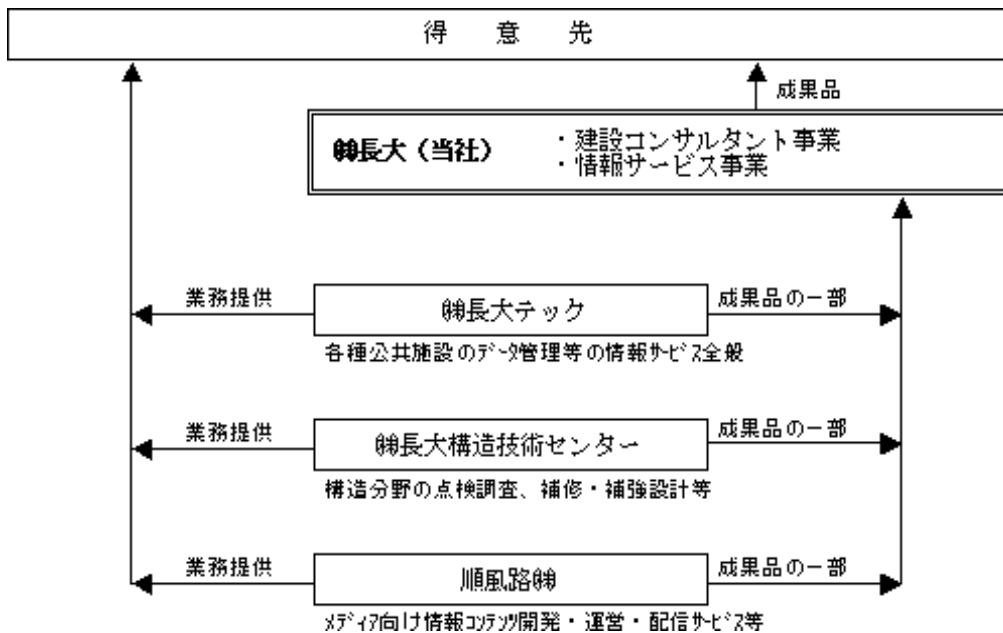 得意先
成果品
㈱長大（当社）
・建設コンサルタント事業
・情報サービス事業
業務提供
㈱長大テック
成果品の一部
各種公共施設のﾃﾞｰﾀ管理等の情報ｻｰﾋﾞｽ全般
業務提供
㈱長大構造技術センター
成果品の一部
構造分野の点検調査、補修・補強設計等
業務提供
順風路㈱
成果品の一部
ﾒﾃﾞｨｱ向け情報ｺﾝﾃﾝﾂ開発・運営・配信ｻｰﾋﾞｽ等